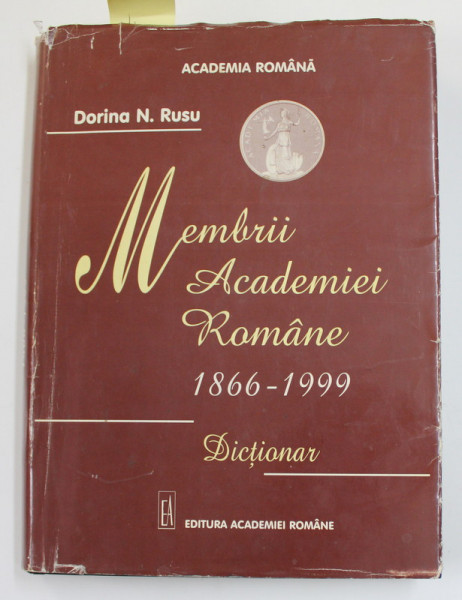 ACADEMIA ROMÂNĂ
Dorina N. Rusu
Membrii
Academiei
Române
1866-1999
Dicționar
EA EDITURA ACADEMIEI ROMÂNE